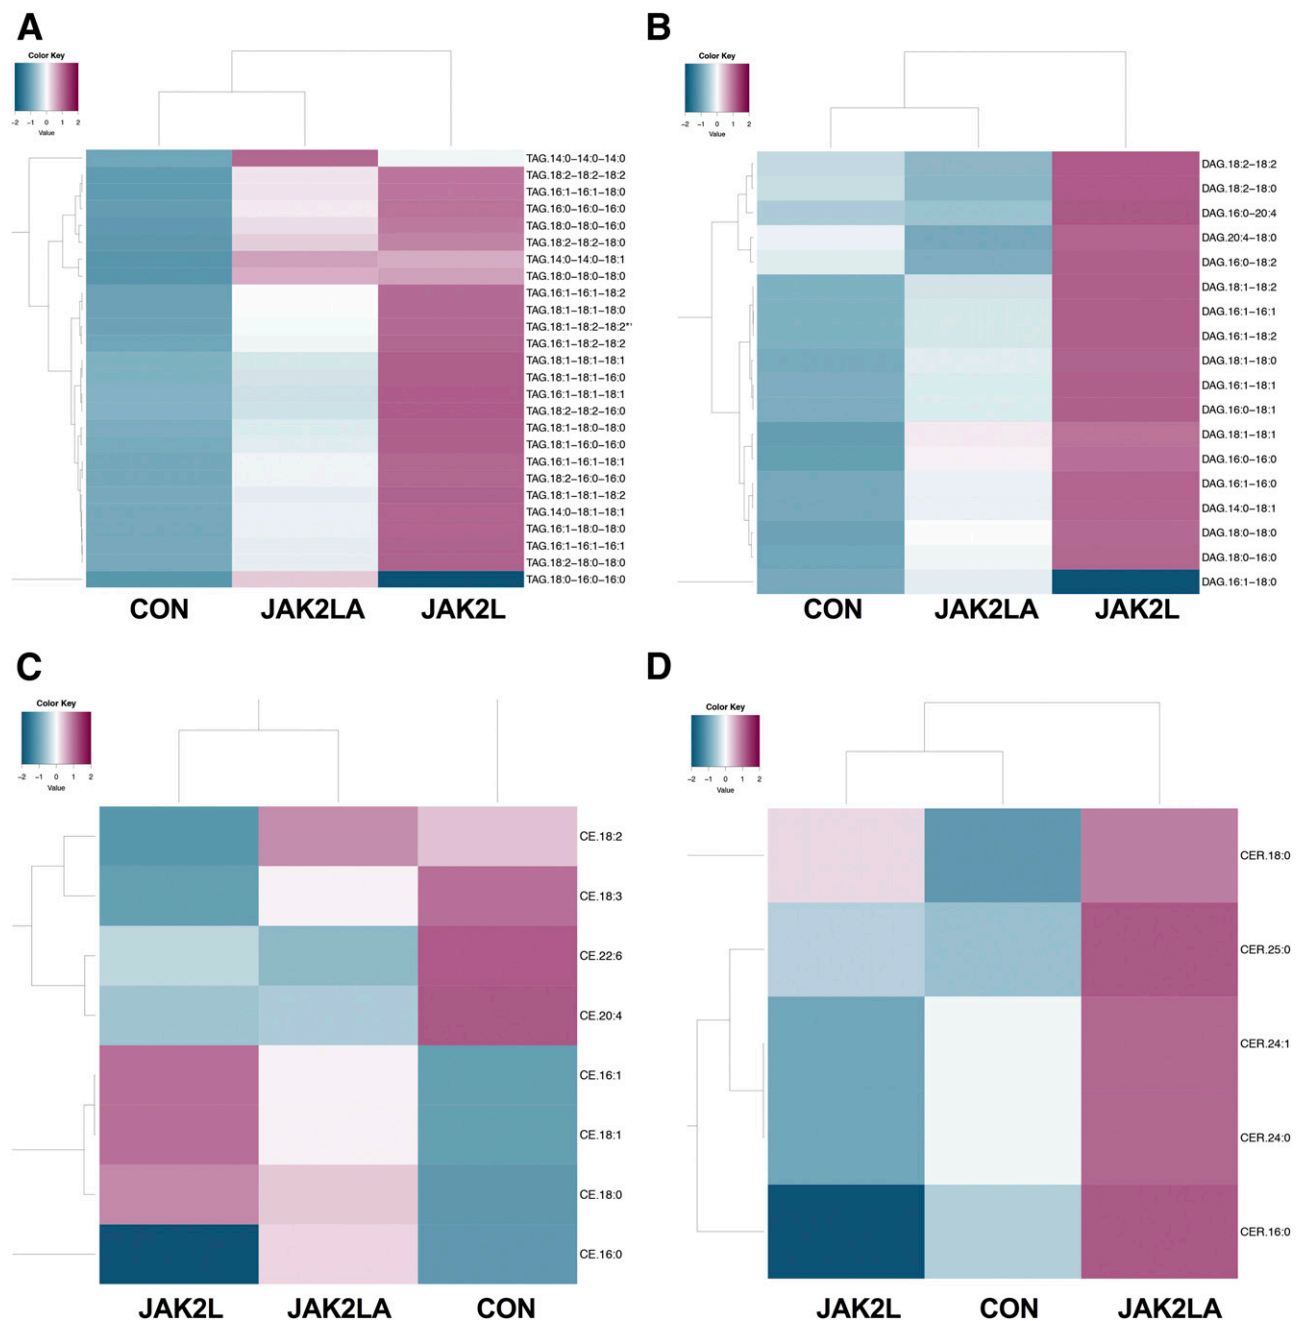 A
Color Key
−2 −1 0 1 2
Value
TAG.14:0−14:0−14:0
TAG.18:2−18:2−18:2
TAG.16:1−16:1−18:0
TAG.16:0−16:0−16:0
TAG.18:0−18:0−16:0
TAG.18:2−18:2−18:0
TAG.14:0−14:0−18:1
TAG.18:0−18:0−18:0
TAG.16:1−16:1−18:2
TAG.18:1−18:1−18:0
TAG.18:1−18:2−18:2*'
TAG.16:1−18:2−18:2
TAG.18:1−18:1−18:1
TAG.18:1−18:1−16:0
TAG.16:1−18:1−18:1
TAG.18:2−18:2−16:0
TAG.18:1−18:0−18:0
TAG.18:1−16:0−16:0
TAG.16:1−16:1−18:1
TAG.18:2−16:0−16:0
TAG.18:1−18:1−18:2
TAG.14:0−18:1−18:1
TAG.16:1−18:0−18:0
TAG.16:1−16:1−16:1
TAG.18:2−18:0−18:0
TAG.18:0−16:0−16:0
CON JAK2LA JAK2L
B
Color Key
−2 −1 0 1 2
Value
DAG.18:2−18:2
DAG.18:2−18:0
DAG.16:0−20:4
DAG.20:4−18:0
DAG.16:0−18:2
DAG.18:1−18:2
DAG.16:1−16:1
DAG.16:1−18:2
DAG.18:1−18:0
DAG.16:1−18:1
DAG.16:0−18:1
DAG.18:1−18:1
DAG.16:0−16:0
DAG.16:1−16:0
DAG.14:0−18:1
DAG.18:0−18:0
DAG.18:0−16:0
DAG.16:1−18:0
CON JAK2LA JAK2L
C
Color Key
−2 −1 0 1 2
Value
CE.18:2
CE.18:3
CE.22:6
CE.20:4
CE.16:1
CE.18:1
CE.18:0
CE.16:0
JAK2L JAK2LA CON
D
Color Key
−2 −1 0 1 2
Value
CER.18:0
CER.25:0
CER.24:1
CER.24:0
CER.16:0
JAK2L CON JAK2LA